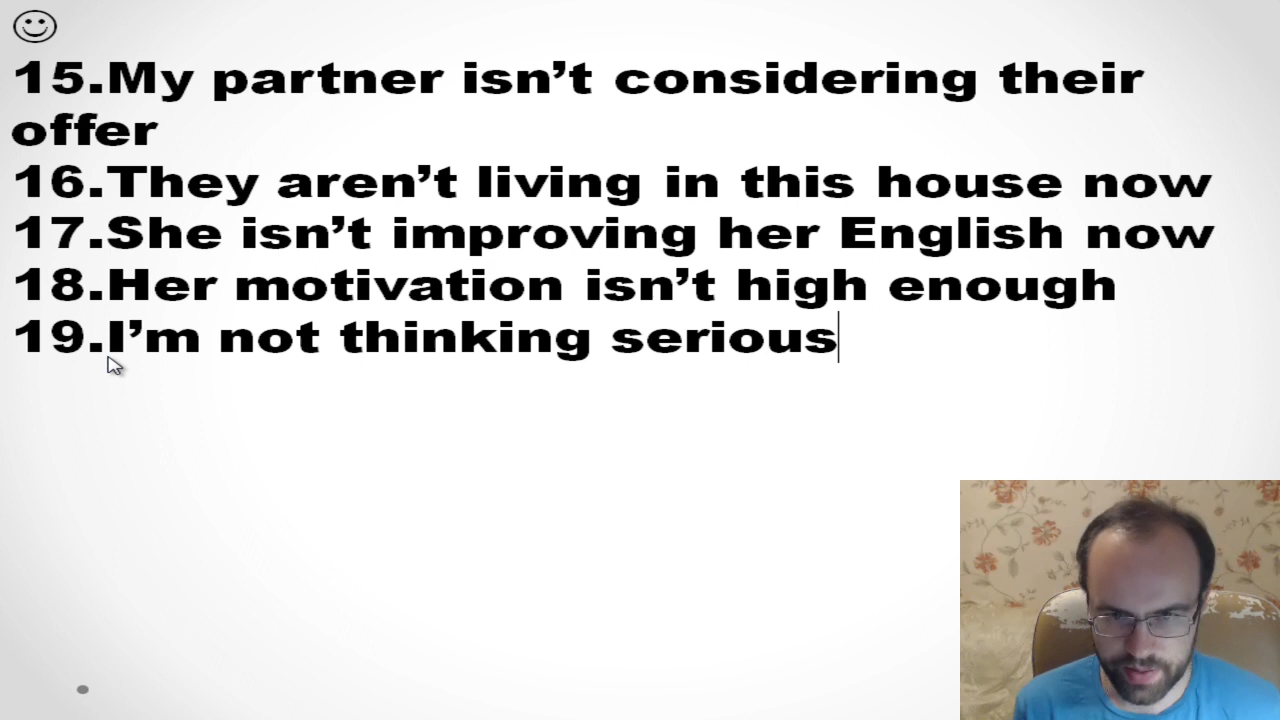 15.My partner isn’t considering their
offer
16.They aren’t living in this house now
17.She isn’t improving her English now
18.Her motivation isn’t high enough
19.I’m not thinking serious